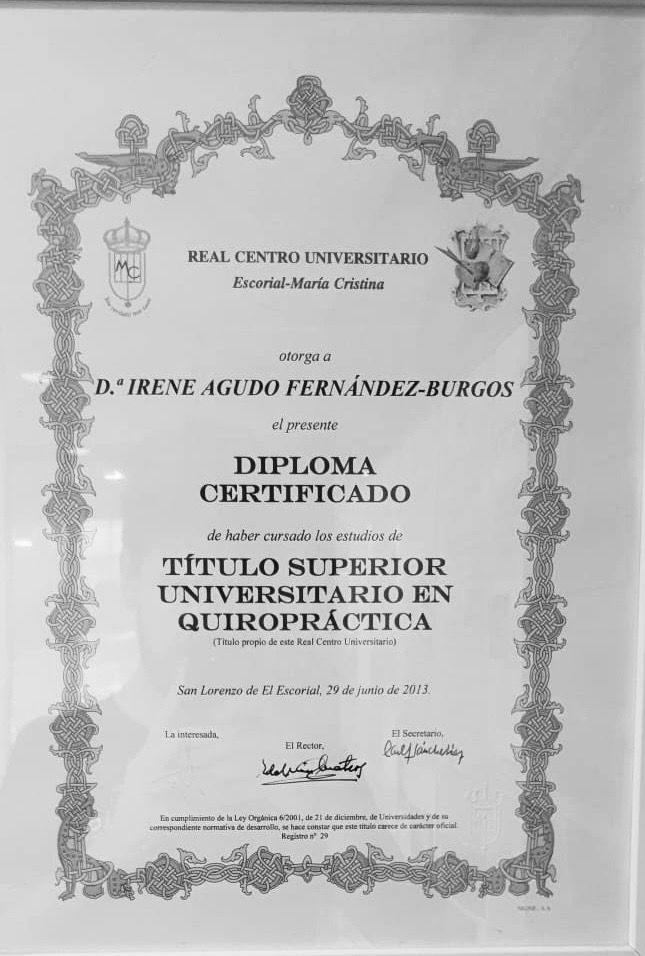 REAL CENTRO UNIVERSITARIO
Escorial-María Cristina
otorga a
D.ª IRENE AGUDO FERNÁNDEZ-BURGOS
el presente
DIPLOMA
CERTIFICADO
de haber cursado los estudios de
TÍTULO SUPERIOR
UNIVERSITARIO EN
QUIROPRÁCTICA
(Título propio de este Real Centro Universitario)
San Lorenzo de El Escorial, 29 de junio de 2013.
La interesada,
El Rector,
El Secretario,
En cumplimiento de la Ley Orgánica 6/2001, de 21 de diciembre, de Universidades y de su
correspondiente normativa de desarrollo, se hace constar que este título carece de carácter oficial.
Registro nº 29